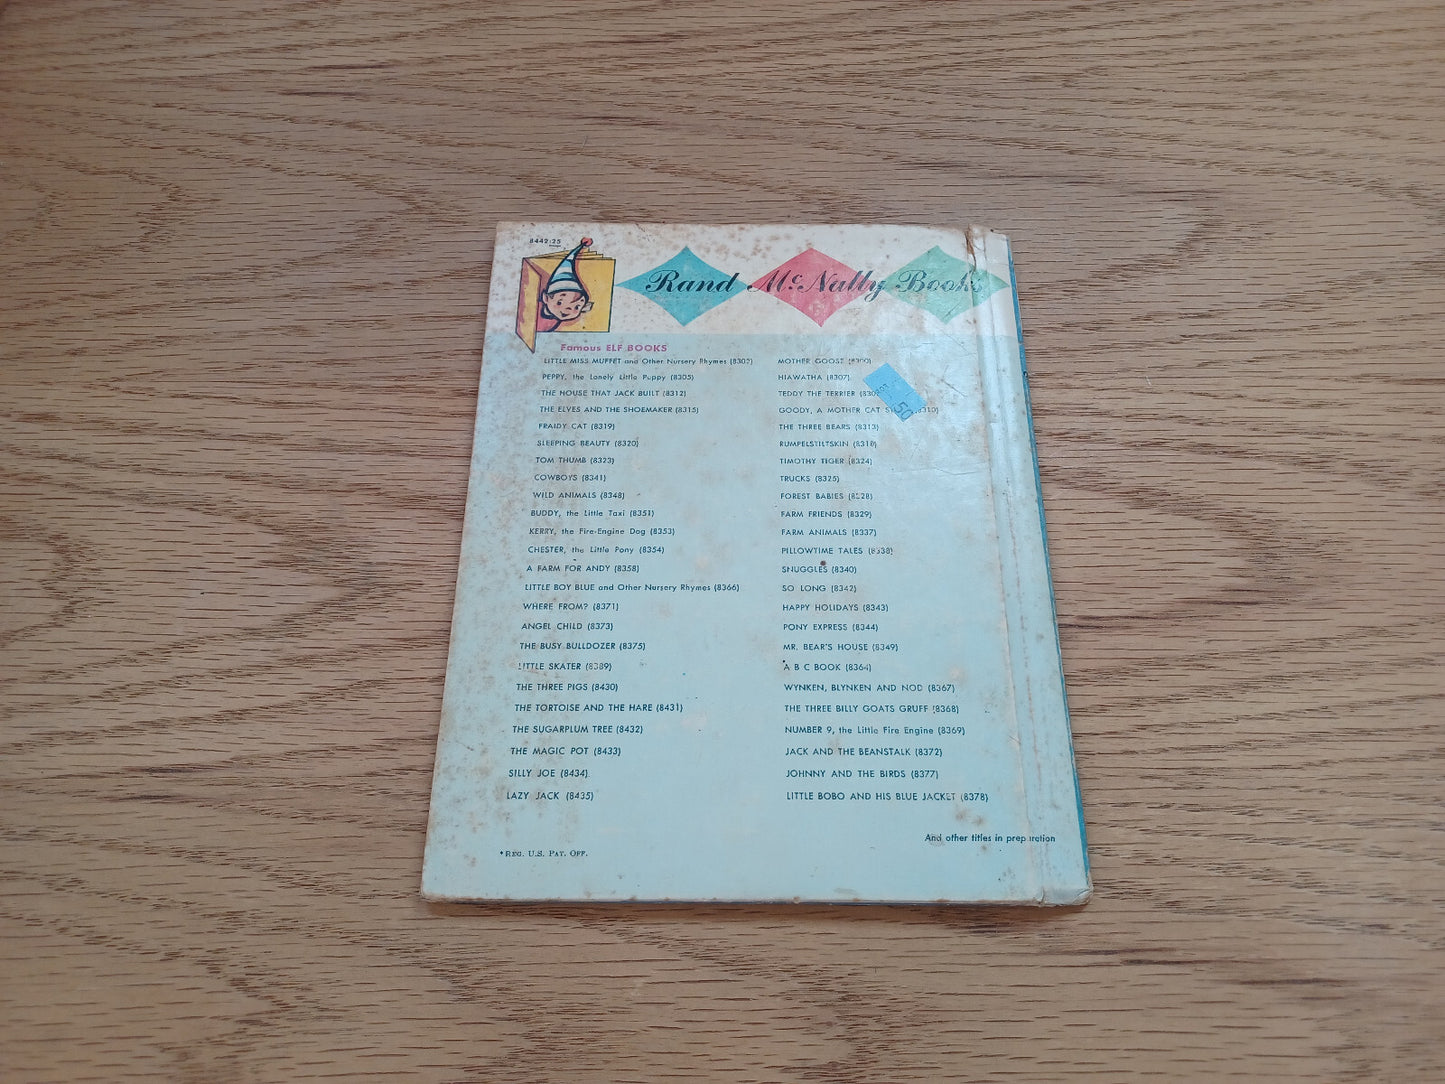 8442:25
Rand McNally Books
Famous ELF BOOKS
LITTLE MISS MUFFET and Other Nursery Rhymes (8302)
PEPPY, the Lonely Little Puppy (8305)
THE HOUSE THAT JACK BUILT (8312)
THE ELVES AND THE SHOEMAKER (8315)
FRAIDY CAT (8319)
SLEEPING BEAUTY (8320)
TOM THUMB (8323)
COWBOYS (8341)
WILD ANIMALS (8348)
BUDDY, the Little Taxi (8351)
KERRY, the Fire-Engine Dog (8353)
CHESTER, the Little Pony (8354)
A FARM FOR ANDY (8358)
LITTLE BOY BLUE and Other Nursery Rhymes (8366)
WHERE FROM? (8371)
ANGEL CHILD (8373)
THE BUSY BULLDOZER (8375)
LITTLE SKATER (8389)
THE THREE PIGS (8430)
THE TORTOISE AND THE HARE (8431)
THE SUGARPLUM TREE (8432)
THE MAGIC POT (8433)
SILLY JOE (8434)
LAZY JACK (8435)
MOTHER GOOSE (8300)
HIAWATHA (8307)
TEDDY THE TERRIER
GOODY, A MOTHER CAT
THE THREE BEARS (8313)
RUMPELSTILTSKIN (8318)
TIMOTHY TIGER (8324)
TRUCKS (8325)
FOREST BABIES (8328)
FARM FRIENDS (8329)
FARM ANIMALS (8337)
PILLOWTIME TALES (8338)
SNUGGLES (8340)
SO LONG (8342)
HAPPY HOLIDAYS (8343)
PONY EXPRESS (8344)
MR. BEAR'S HOUSE (8349)
A B C BOOK (8364)
WYNKEN, BLYNKEN AND NOD (8367)
THE THREE BILLY GOATS GRUFF (8368)
NUMBER 9, the Little Fire Engine (8369)
JACK AND THE BEANSTALK (8372)
JOHNNY AND THE BIRDS (8377)
LITTLE BOBO AND HIS BLUE JACKET (8378)
And other titles in preparation
*REG. U.S. PAT. OFF.
.50